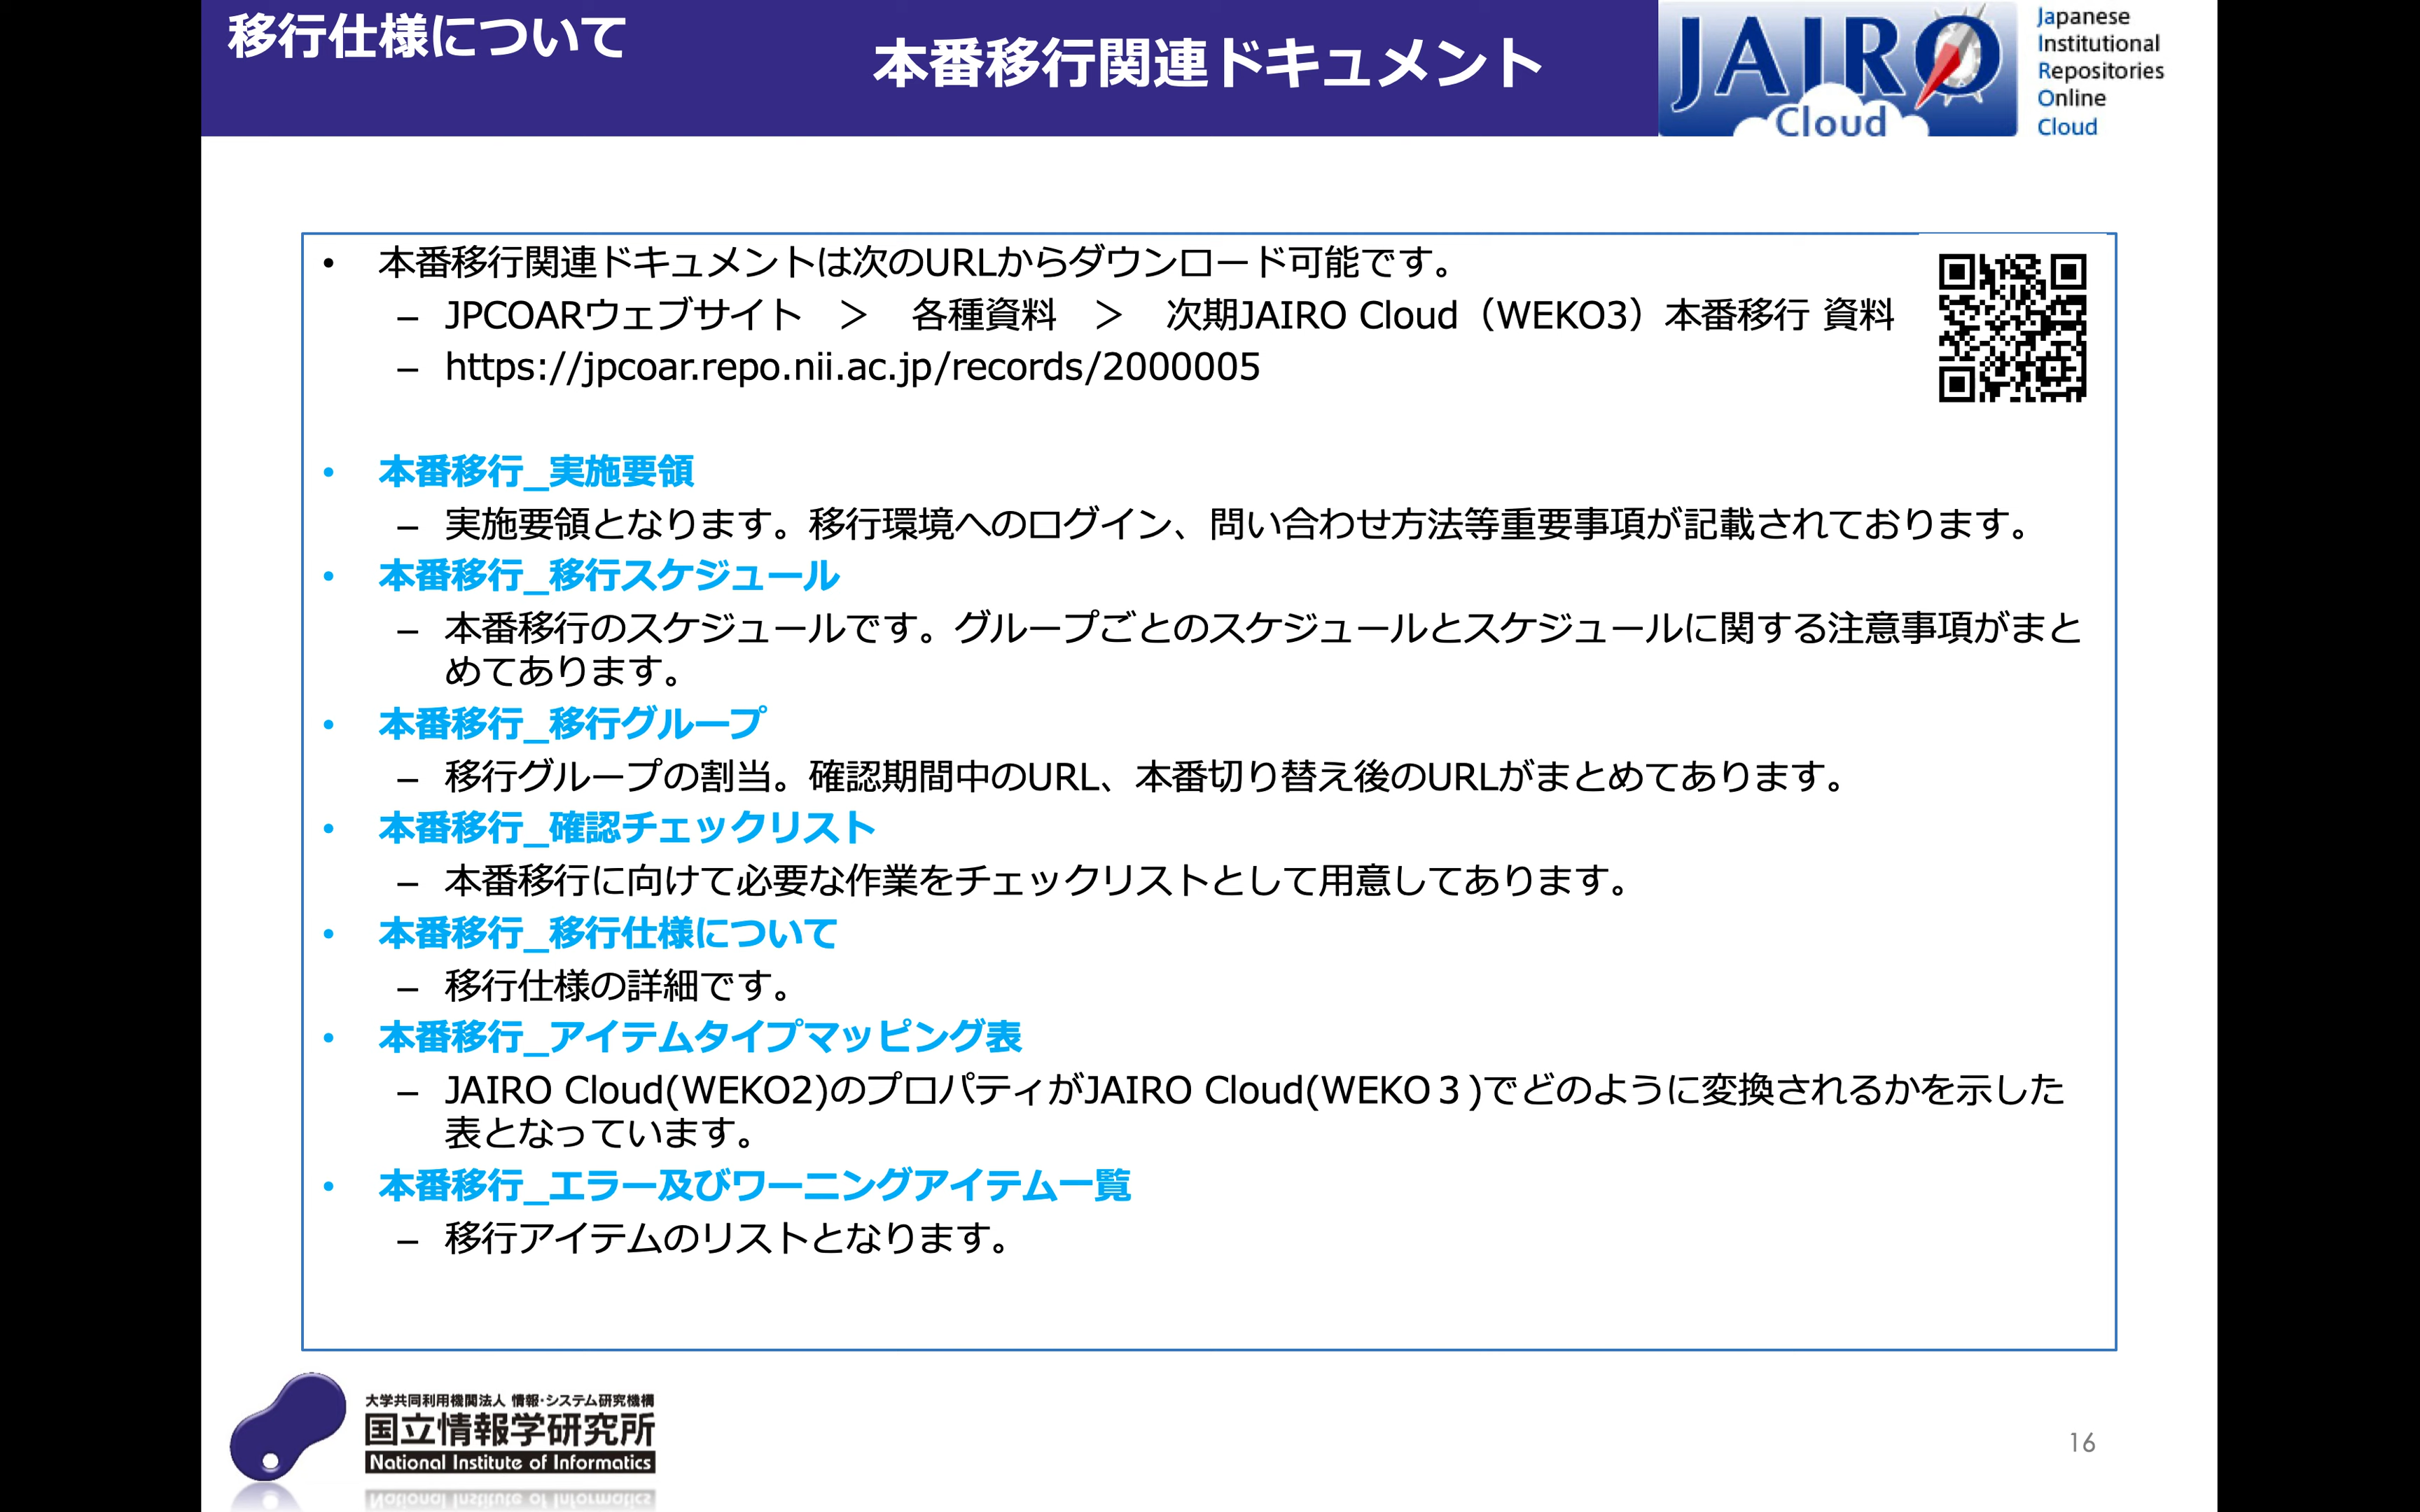 移行仕様について
本番移行関連ドキュメント
JAIRO
Cloud
Japanese
Institutional
Repositories
Online
Cloud
• 本番移行関連ドキュメントは次のURLからダウンロード可能です。
– JPCOARウェブサイト　＞　各種資料　＞　次期JAIRO Cloud（WEKO3）本番移行 資料
– https://jpcoar.repo.nii.ac.jp/records/2000005
• 本番移行_実施要領
– 実施要領となります。移行環境へのログイン、問い合わせ方法等重要事項が記載されております。
• 本番移行_移行スケジュール
– 本番移行のスケジュールです。グループごとのスケジュールとスケジュールに関する注意事項がまと
めてあります。
• 本番移行_移行グループ
– 移行グループの割当。確認期間中のURL、本番切り替え後のURLがまとめてあります。
• 本番移行_確認チェックリスト
– 本番移行に向けて必要な作業をチェックリストとして用意してあります。
• 本番移行_移行仕様について
– 移行仕様の詳細です。
• 本番移行_アイテムタイプマッピング表
– JAIRO Cloud(WEKO2)のプロパティがJAIRO Cloud(WEKO３)でどのように変換されるかを示した
表となっています。
• 本番移行_エラー及びワーニングアイテム一覧
– 移行アイテムのリストとなります。
大学共同利用機関法人 情報・システム研究機構
国立情報学研究所
National Institute of Informatics
16